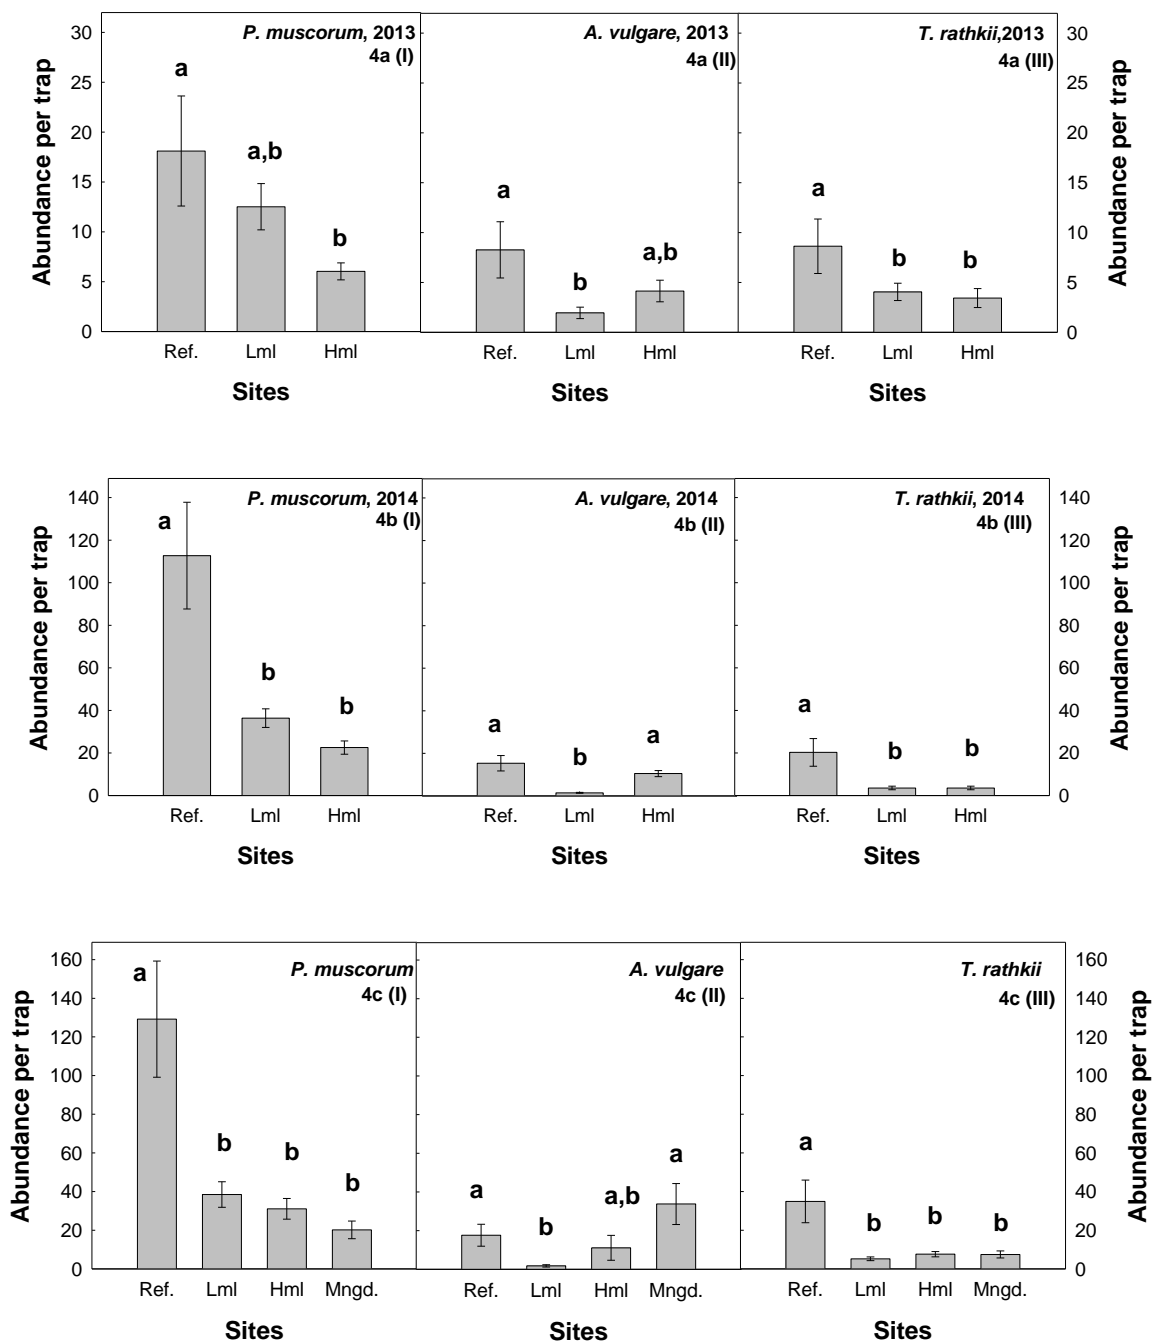 P. muscorum, 2013
4a (I)
A. vulgare, 2013
4a (II)
T. rathkii,2013
4a (III)
Abundance per trap
30
25
20
15
10
5
0
a
a,b
b
a
b
a,b
a
b
b
30
25
20
15
10
5
0
Abundance per trap
Ref. Lml Hml
Ref. Lml Hml
Ref. Lml Hml
Sites
Sites
Sites
P. muscorum, 2014
4b (I)
A. vulgare, 2014
4b (II)
T. rathkii, 2014
4b (III)
Abundance per trap
140
120
100
80
60
40
20
0
a
b
b
a
b
a
a
b
b
140
120
100
80
60
40
20
0
Abundance per trap
Ref. Lml Hml
Ref. Lml Hml
Ref. Lml Hml
Sites
Sites
Sites
P. muscorum
4c (I)
A. vulgare
4c (II)
T. rathkii
4c (III)
Abundance per trap
160
140
120
100
80
60
40
20
0
a
b
b
b
a
b
a,b
a
a
b
b
b
160
140
120
100
80
60
40
20
0
Abundance per trap
Ref. Lml Hml Mngd.
Ref. Lml Hml Mngd.
Ref. Lml Hml Mngd.
Sites
Sites
Sites